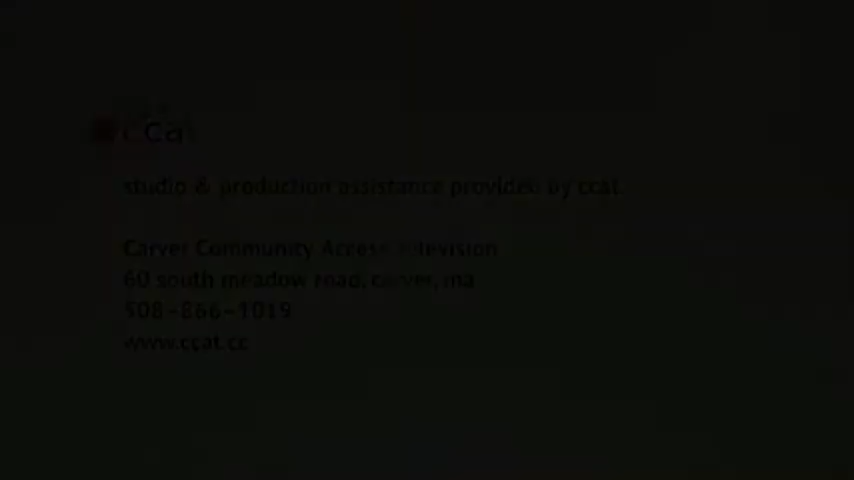 ccat
studio & production assistance provided by ccat
Carver Community Access Television
60 south meadow road, carver, ma
508-866-1019
www.ccat.cc